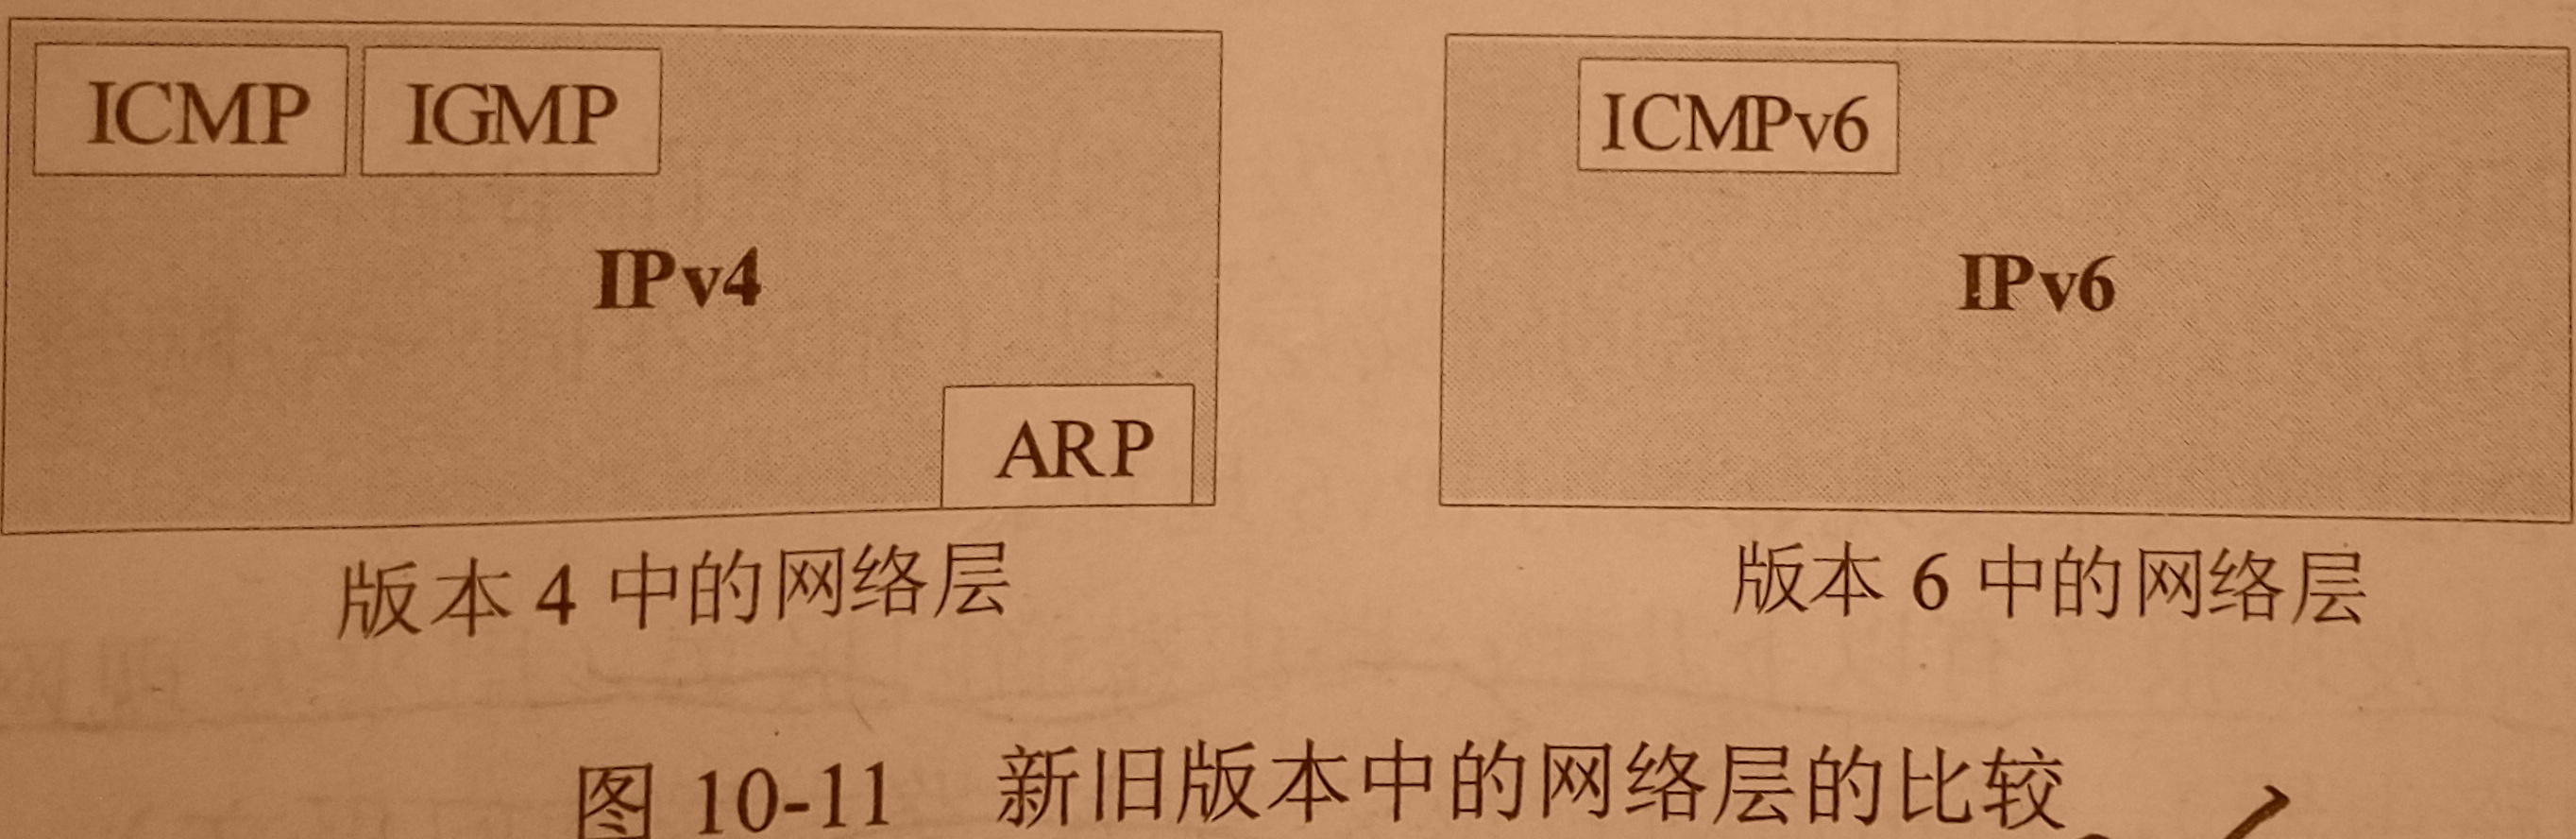 ICMP IGMP ICMPv6
IPv4 IPv6
ARP
版本 4 中的网络层 版本 6 中的网络层
图 10-11 新旧版本中的网络层的比较